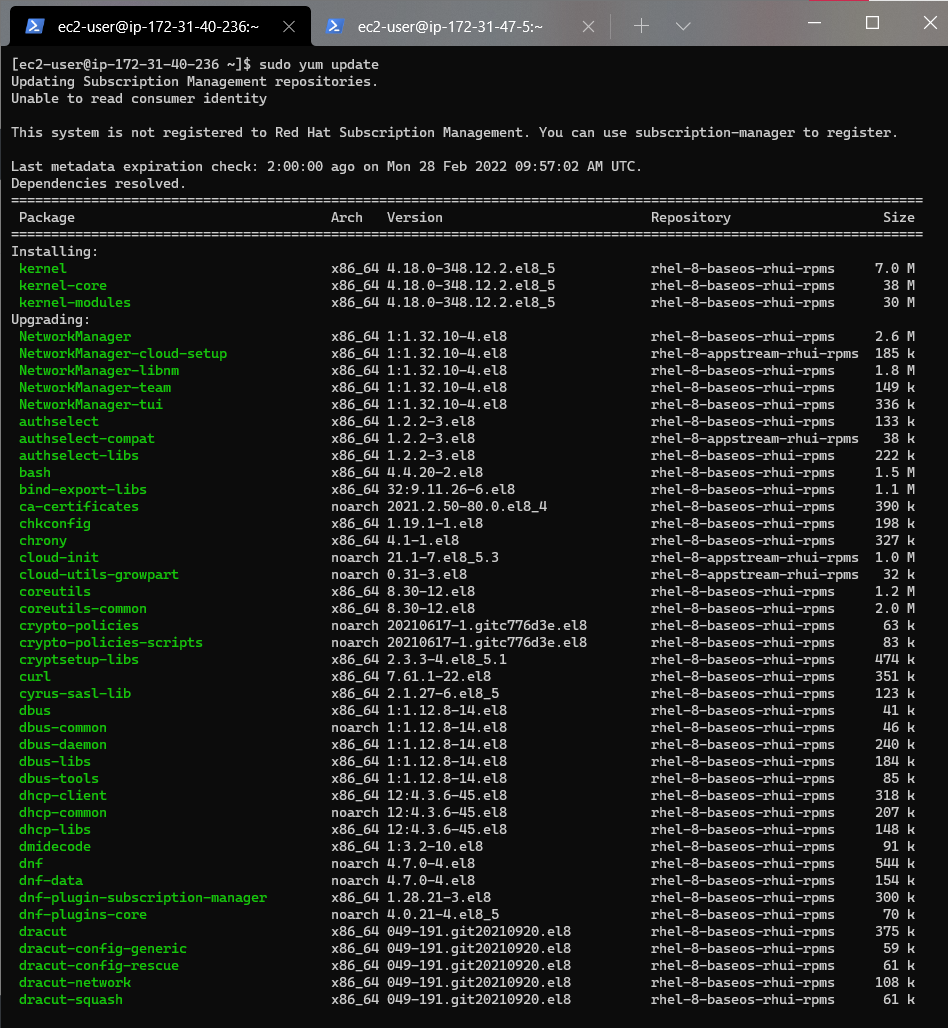 ec2-user@ip-172-31-40-236:~ ec2-user@ip-172-31-47-5:~
[ec2-user@ip-172-31-40-236 ~]$ sudo yum update
Updating Subscription Management repositories.
Unable to read consumer identity
This system is not registered to Red Hat Subscription Management. You can use subscription-manager to register.
Last metadata expiration check: 2:00:00 ago on Mon 28 Feb 2022 09:57:02 AM UTC.
Dependencies resolved.
================================================================================
Package Arch Version Repository Size
================================================================================
Installing:
kernel x86_64 4.18.0-348.12.2.el8_5 rhel-8-baseos-rhui-rpms 7.0 M
kernel-core x86_64 4.18.0-348.12.2.el8_5 rhel-8-baseos-rhui-rpms 38 M
kernel-modules x86_64 4.18.0-348.12.2.el8_5 rhel-8-baseos-rhui-rpms 30 M
Upgrading:
NetworkManager x86_64 1:1.32.10-4.el8 rhel-8-baseos-rhui-rpms 2.6 M
NetworkManager-cloud-setup x86_64 1:1.32.10-4.el8 rhel-8-appstream-rhui-rpms 185 k
NetworkManager-libnm x86_64 1:1.32.10-4.el8 rhel-8-baseos-rhui-rpms 1.8 M
NetworkManager-team x86_64 1:1.32.10-4.el8 rhel-8-baseos-rhui-rpms 149 k
NetworkManager-tui x86_64 1:1.32.10-4.el8 rhel-8-baseos-rhui-rpms 336 k
authselect x86_64 1.2.2-3.el8 rhel-8-baseos-rhui-rpms 133 k
authselect-compat x86_64 1.2.2-3.el8 rhel-8-appstream-rhui-rpms 38 k
authselect-libs x86_64 1.2.2-3.el8 rhel-8-baseos-rhui-rpms 222 k
bash x86_64 4.4.20-2.el8 rhel-8-baseos-rhui-rpms 1.5 M
bind-export-libs x86_64 32:9.11.26-6.el8 rhel-8-baseos-rhui-rpms 1.1 M
ca-certificates noarch 2021.2.50-80.0.el8_4 rhel-8-baseos-rhui-rpms 390 k
chkconfig x86_64 1.19.1-1.el8 rhel-8-baseos-rhui-rpms 198 k
chrony x86_64 4.1-1.el8 rhel-8-baseos-rhui-rpms 327 k
cloud-init noarch 21.1-7.el8_5.3 rhel-8-appstream-rhui-rpms 1.0 M
cloud-utils-growpart noarch 0.31-3.el8 rhel-8-appstream-rhui-rpms 32 k
coreutils x86_64 8.30-12.el8 rhel-8-baseos-rhui-rpms 1.2 M
coreutils-common x86_64 8.30-12.el8 rhel-8-baseos-rhui-rpms 2.0 M
crypto-policies noarch 20210617-1.gitc776d3e.el8 rhel-8-baseos-rhui-rpms 63 k
crypto-policies-scripts noarch 20210617-1.gitc776d3e.el8 rhel-8-baseos-rhui-rpms 83 k
cryptsetup-libs x86_64 2.3.3-4.el8_5.1 rhel-8-baseos-rhui-rpms 474 k
curl x86_64 7.61.1-22.el8 rhel-8-baseos-rhui-rpms 351 k
cyrus-sasl-lib x86_64 2.1.27-6.el8_5 rhel-8-baseos-rhui-rpms 123 k
dbus x86_64 1:1.12.8-14.el8 rhel-8-baseos-rhui-rpms 41 k
dbus-common noarch 1:1.12.8-14.el8 rhel-8-baseos-rhui-rpms 46 k
dbus-daemon x86_64 1:1.12.8-14.el8 rhel-8-baseos-rhui-rpms 240 k
dbus-libs x86_64 1:1.12.8-14.el8 rhel-8-baseos-rhui-rpms 184 k
dbus-tools x86_64 1:1.12.8-14.el8 rhel-8-baseos-rhui-rpms 85 k
dhcp-client x86_64 12:4.3.6-45.el8 rhel-8-baseos-rhui-rpms 318 k
dhcp-common noarch 12:4.3.6-45.el8 rhel-8-baseos-rhui-rpms 207 k
dhcp-libs x86_64 12:4.3.6-45.el8 rhel-8-baseos-rhui-rpms 148 k
dmidecode x86_64 1:3.2-10.el8 rhel-8-baseos-rhui-rpms 91 k
dnf noarch 4.7.0-4.el8 rhel-8-baseos-rhui-rpms 544 k
dnf-data noarch 4.7.0-4.el8 rhel-8-baseos-rhui-rpms 154 k
dnf-plugin-subscription-manager x86_64 1.28.21-3.el8 rhel-8-baseos-rhui-rpms 300 k
dnf-plugins-core noarch 4.0.21-4.el8_5 rhel-8-baseos-rhui-rpms 70 k
dracut x86_64 049-191.git20210920.el8 rhel-8-baseos-rhui-rpms 375 k
dracut-config-generic x86_64 049-191.git20210920.el8 rhel-8-baseos-rhui-rpms 59 k
dracut-config-rescue x86_64 049-191.git20210920.el8 rhel-8-baseos-rhui-rpms 61 k
dracut-network x86_64 049-191.git20210920.el8 rhel-8-baseos-rhui-rpms 108 k
dracut-squash x86_64 049-191.git20210920.el8 rhel-8-baseos-rhui-rpms 61 k